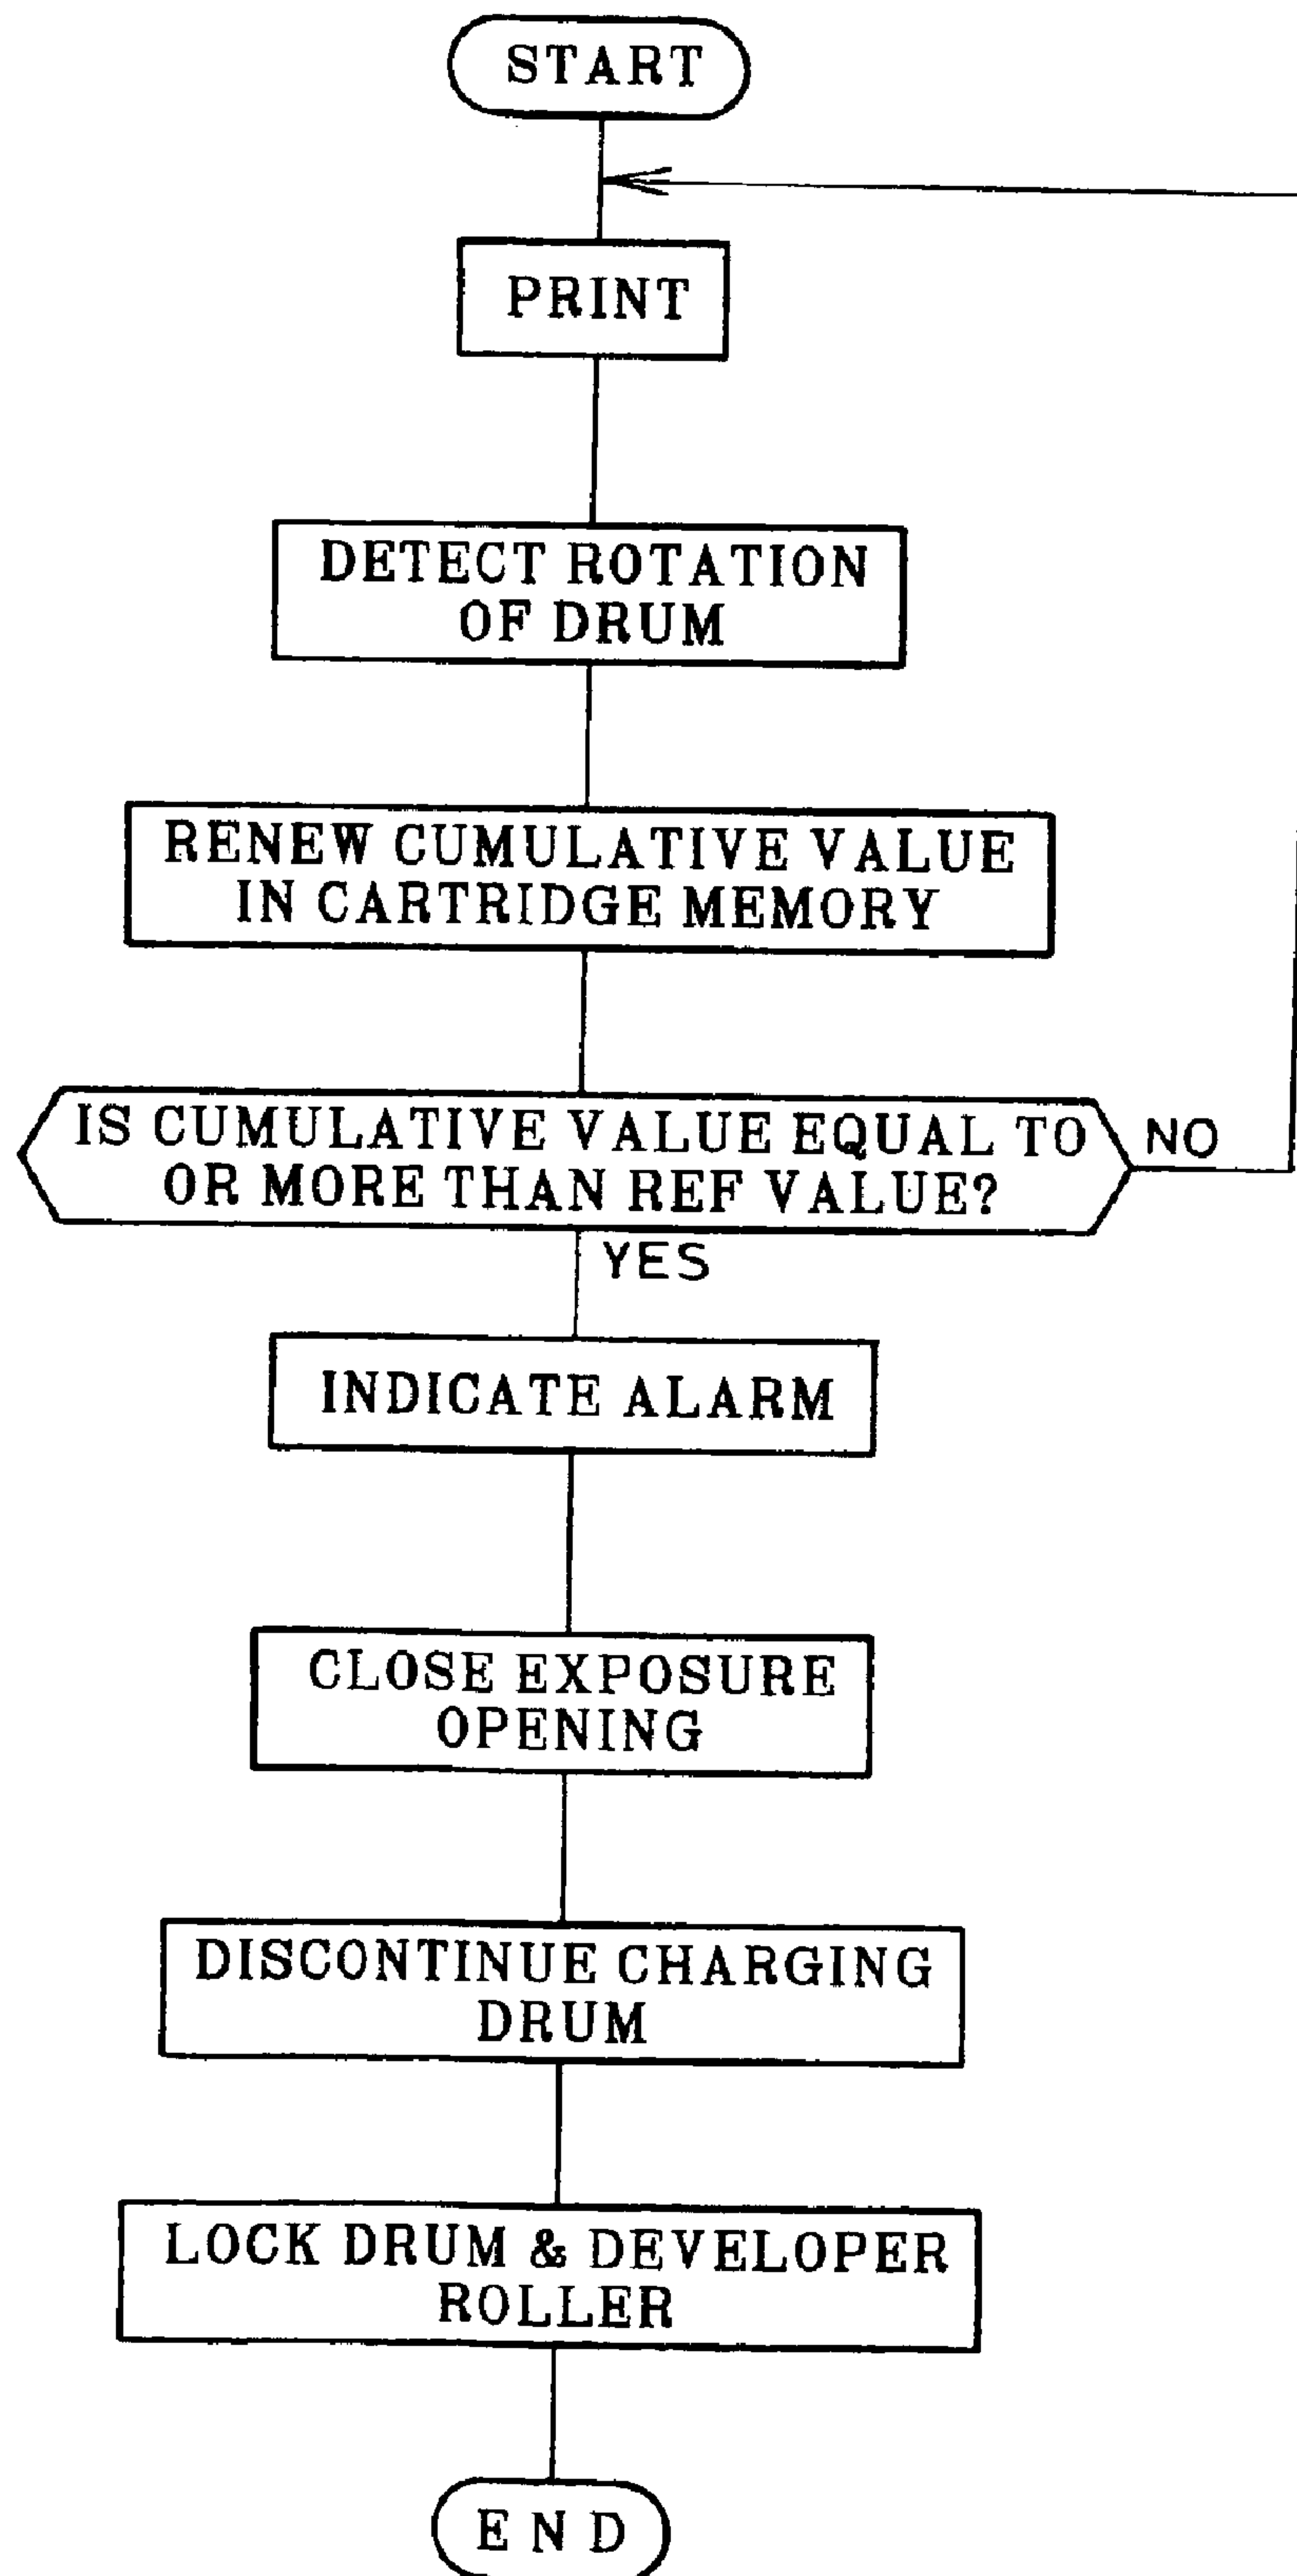 START
PRINT
DETECT ROTATION
OF DRUM
RENEW CUMULATIVE VALUE
IN CARTRIDGE MEMORY
IS CUMULATIVE VALUE EQUAL TO
OR MORE THAN REF VALUE?
NO
YES
INDICATE ALARM
CLOSE EXPOSURE
OPENING
DISCONTINUE CHARGING
DRUM
LOCK DRUM & DEVELOPER
ROLLER
END